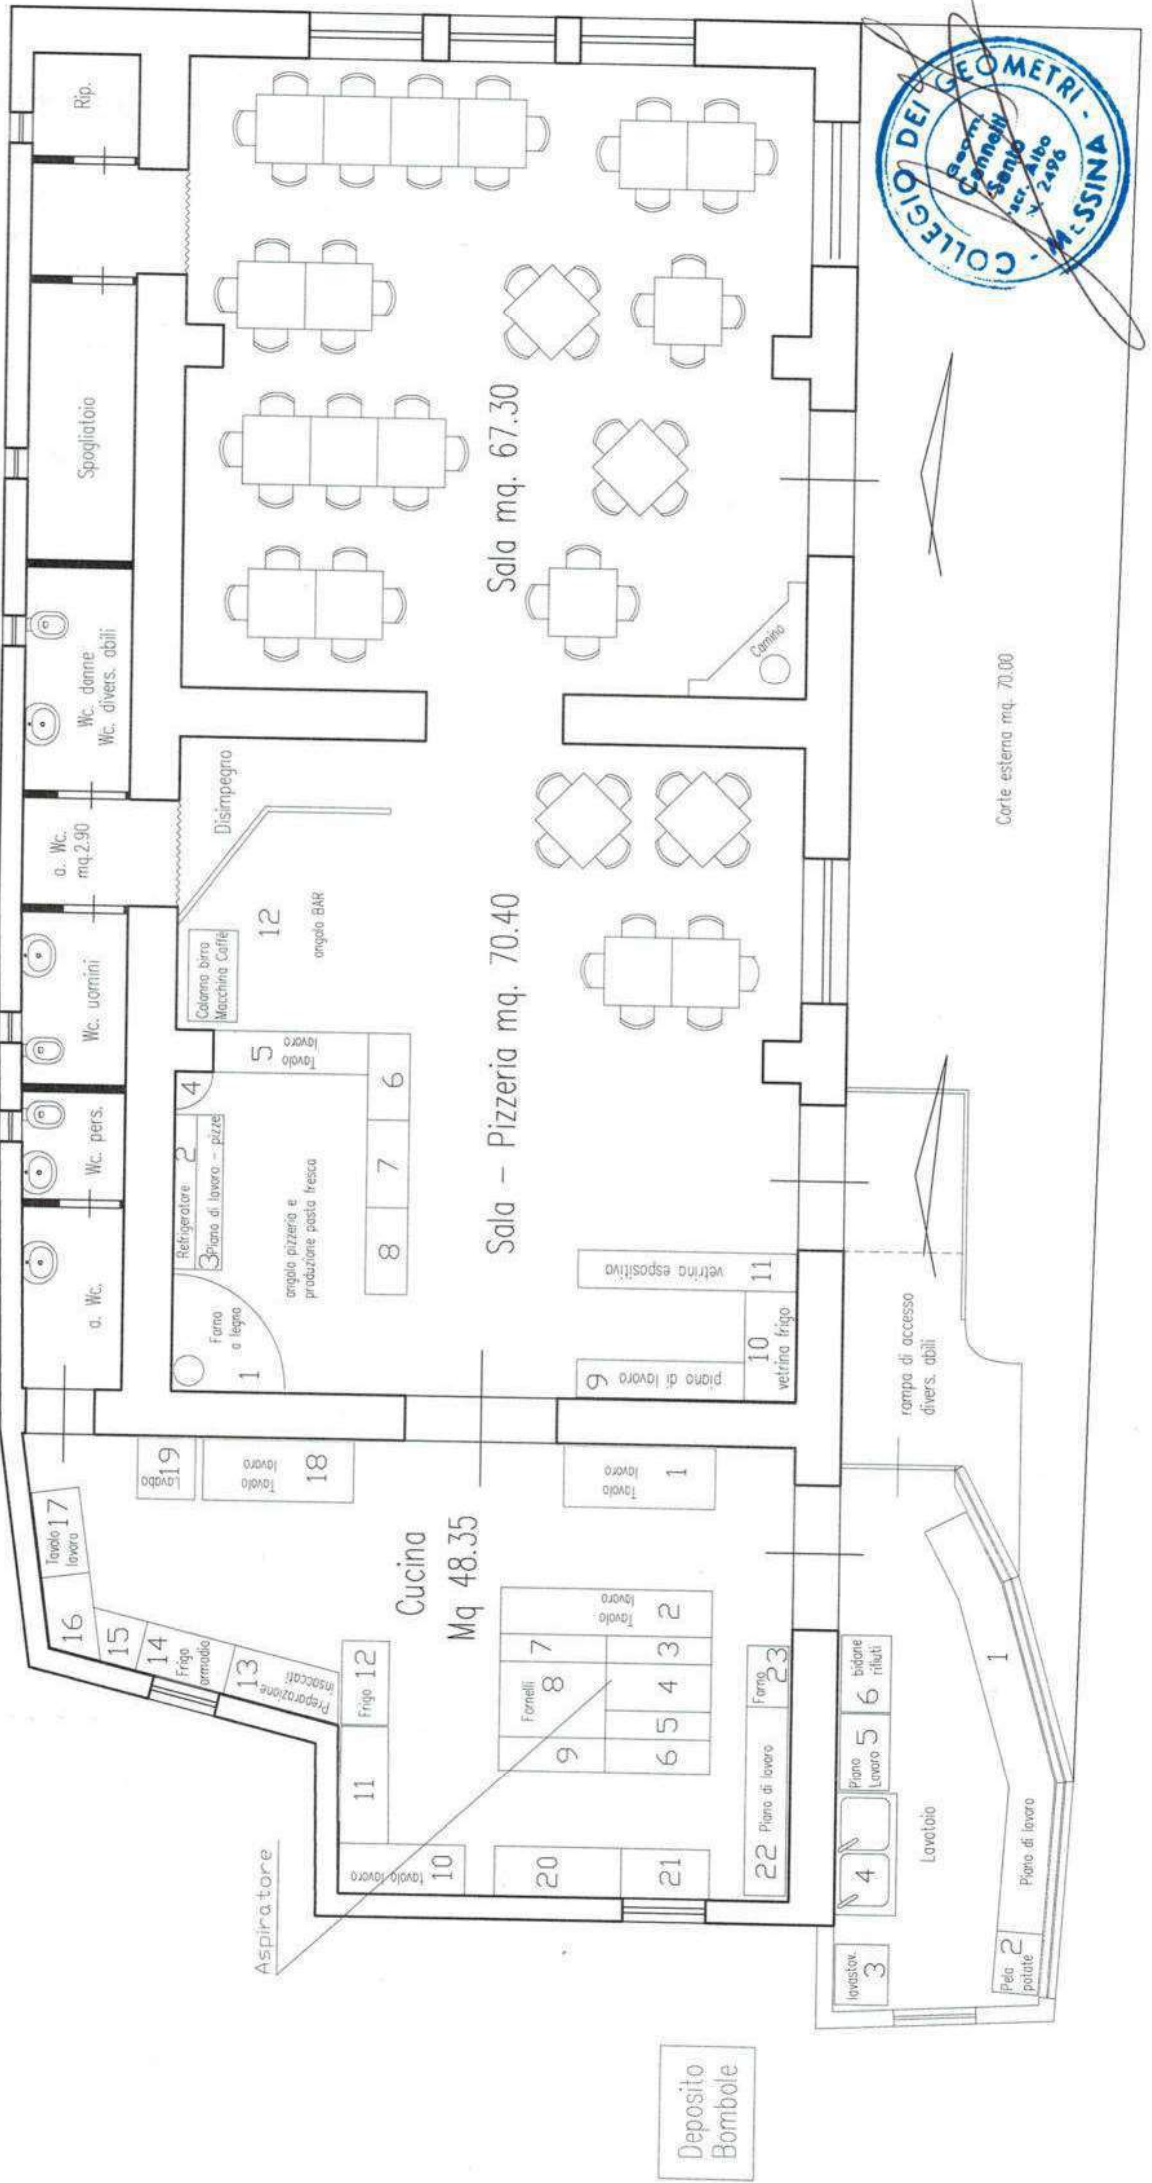 Rip.
Spogliatoio
Wc. donne
Wc. divers. abili
a. Wc.
mq.2.90
Wc. uomini
Wc. pers.
a. Wc.
Sala mq. 67.30
Camino
Disimpegno
12
angolo BAR
Colonna birra
Macchina Caffè
5
Tavolo
lavoro
4
Refrigeratore 2
3 Piano di lavoro - pizze
6
7
8
angolo pizzeria e
produzione pasta fresca
Forno
a legna
1
Sala - Pizzeria mq. 70.40
vetrina espositiva 11
10
vetrina frigo
9 piano di lavoro
Cucina
Mq 48.35
Lavabo 19
Tavolo
lavoro
18
Tavolo
lavoro
1
Tavolo 17
lavoro
16
15
14
Frigo
armadio
13
Preparazione
insaccati
Frigo 12
11
tavolo lavoro 10
Tavolo
lavoro
2
7
3
Fornelli
8
4
5
9
6
20
21
Forno
23
22 Piano di lavoro
Aspiratore
Deposito
Bombole
6 bidone
rifiuti
Piano
Lavoro 5
4
lavastov.
3
Lavatoio
1
Piano di lavoro
Pela 2
patate
rampa di accesso
divers. abili
Corte esterna mq. 70.00
COLLEGIO DEI GEOMETRI - MESSINA
Geom.
Santo
Iscr. Albo
N. 2496